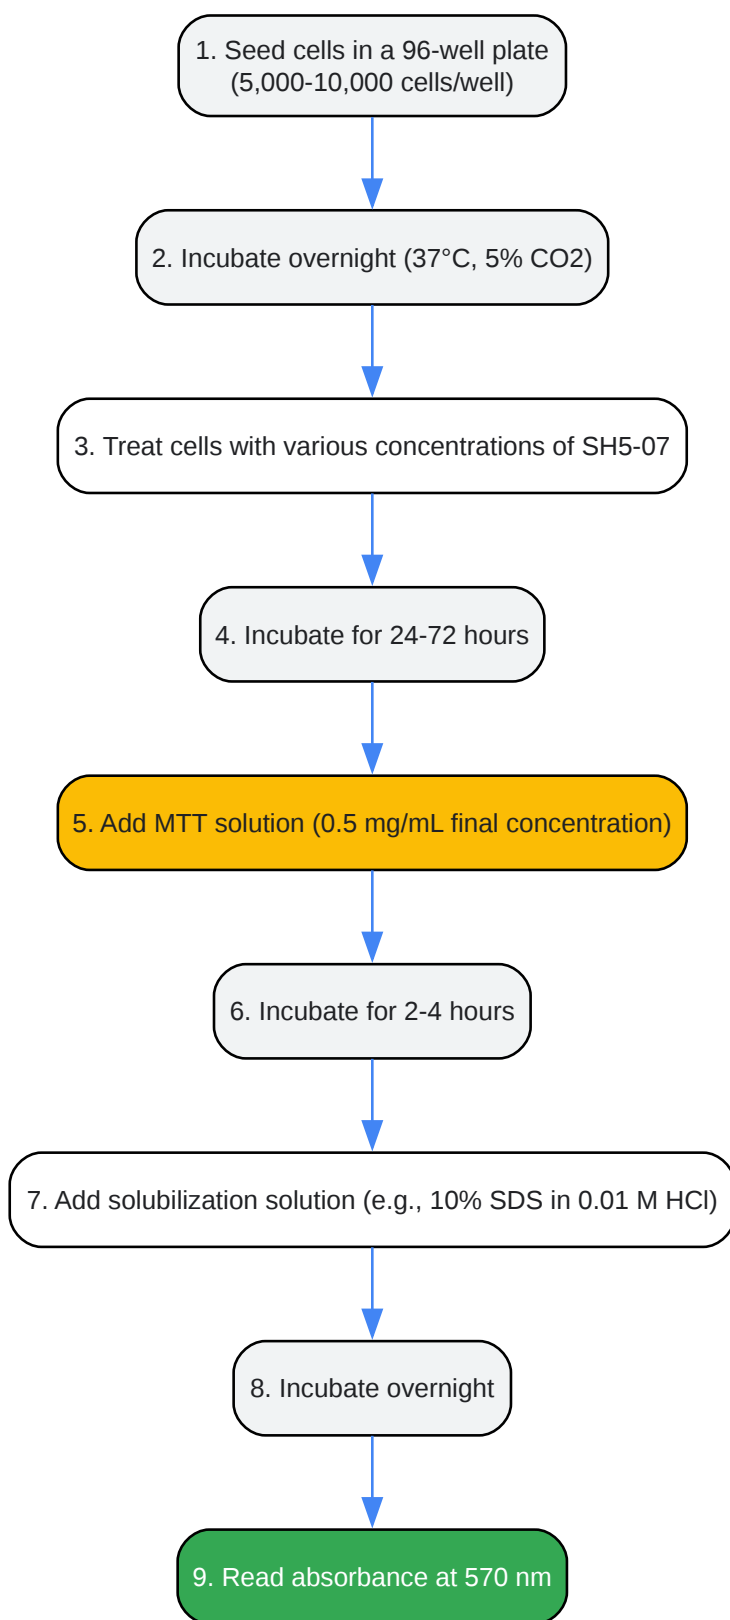 1. Seed cells in a 96-well plate
(5,000-10,000 cells/well)
2. Incubate overnight (37°C, 5% CO2)
3. Treat cells with various concentrations of SH5-07
4. Incubate for 24-72 hours
5. Add MTT solution (0.5 mg/mL final concentration)
6. Incubate for 2-4 hours
7. Add solubilization solution (e.g., 10% SDS in 0.01 M HCl)
8. Incubate overnight
9. Read absorbance at 570 nm